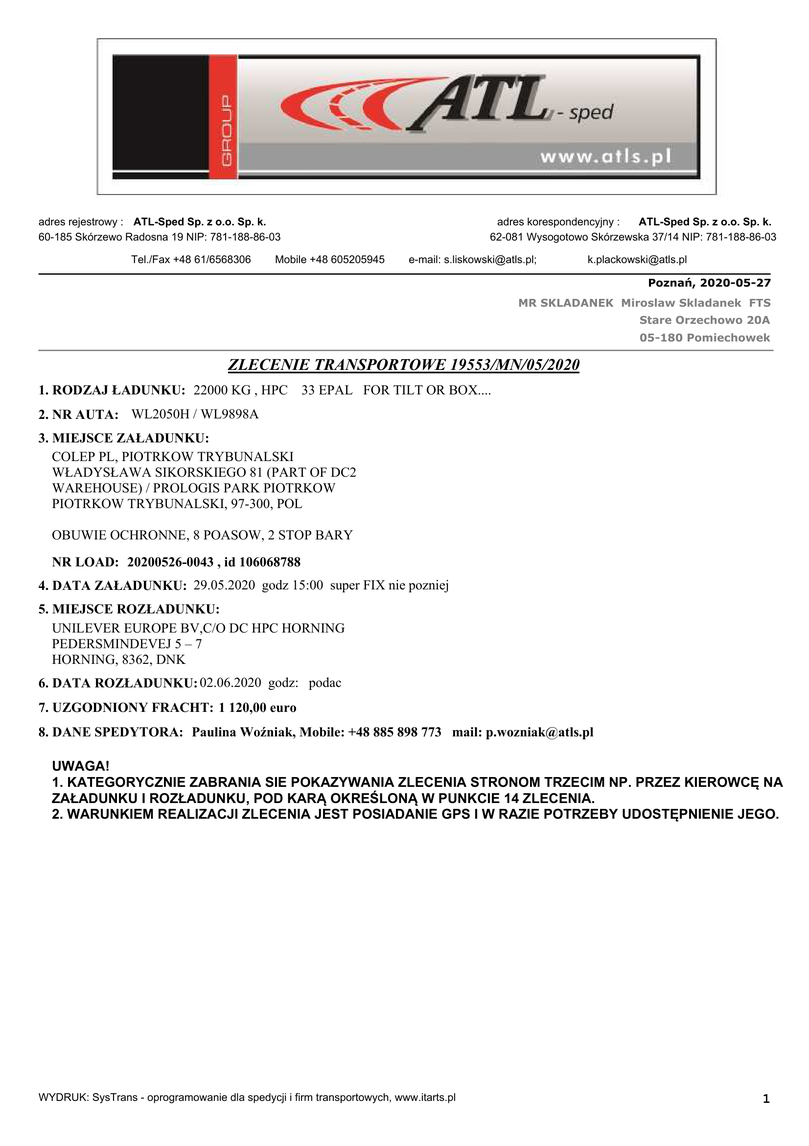 GROUP
ATL - sped
www.atls.pl
adres rejestrowy : ATL-Sped Sp. z o.o. Sp. k.
60-185 Skórzewo Radosna 19 NIP: 781-188-86-03
adres korespondencyjny : ATL-Sped Sp. z o.o. Sp. k.
62-081 Wysogotowo Skórzewska 37/14 NIP: 781-188-86-03
Tel./Fax +48 61/6568306 Mobile +48 605205945 e-mail: s.liskowski@atls.pl; k.plackowski@atls.pl
Poznań, 2020-05-27
MR SKLADANEK Miroslaw Skladanek FTS
Stare Orzechowo 20A
05-180 Pomiechowek
ZLECENIE TRANSPORTOWE 19553/MN/05/2020
1. RODZAJ ŁADUNKU: 22000 KG , HPC 33 EPAL FOR TILT OR BOX....
2. NR AUTA: WL2050H / WL9898A
3. MIEJSCE ZAŁADUNKU:
COLEP PL, PIOTRKOW TRYBUNALSKI
WŁADYSŁAWA SIKORSKIEGO 81 (PART OF DC2
WAREHOUSE) / PROLOGIS PARK PIOTRKOW
PIOTRKOW TRYBUNALSKI, 97-300, POL
OBUWIE OCHRONNE, 8 POASOW, 2 STOP BARY
NR LOAD: 20200526-0043 , id 106068788
4. DATA ZAŁADUNKU: 29.05.2020 godz 15:00 super FIX nie pozniej
5. MIEJSCE ROZŁADUNKU:
UNILEVER EUROPE BV,C/O DC HPC HORNING
PEDERSMINDEVEJ 5 – 7
HORNING, 8362, DNK
6. DATA ROZŁADUNKU: 02.06.2020 godz: podac
7. UZGODNIONY FRACHT: 1 120,00 euro
8. DANE SPEDYTORA: Paulina Woźniak, Mobile: +48 885 898 773 mail: p.wozniak@atls.pl
UWAGA!
1. KATEGORYCZNIE ZABRANIA SIE POKAZYWANIA ZLECENIA STRONOM TRZECIM NP. PRZEZ KIEROWCĘ NA
ZAŁADUNKU I ROZŁADUNKU, POD KARĄ OKREŚLONĄ W PUNKCIE 14 ZLECENIA.
2. WARUNKIEM REALIZACJI ZLECENIA JEST POSIADANIE GPS I W RAZIE POTRZEBY UDOSTĘPNIENIE JEGO.
WYDRUK: SysTrans - oprogramowanie dla spedycji i firm transportowych, www.itarts.pl
1